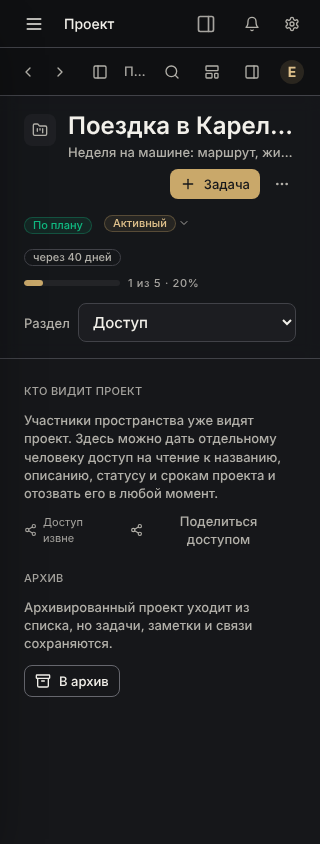 Проект
П...
E
Поездка в Карел...
Неделя на машине: маршрут, жи...
Задача
По плану
Активный
через 40 дней
1 из 5 · 20%
Раздел
Доступ
КТО ВИДИТ ПРОЕКТ
Участники пространства уже видят
проект. Здесь можно дать отдельному
человеку доступ на чтение к названию,
описанию, статусу и срокам проекта и
отозвать его в любой момент.
Доступ
извне
Поделиться
доступом
АРХИВ
Архивированный проект уходит из
списка, но задачи, заметки и связи
сохраняются.
В архив